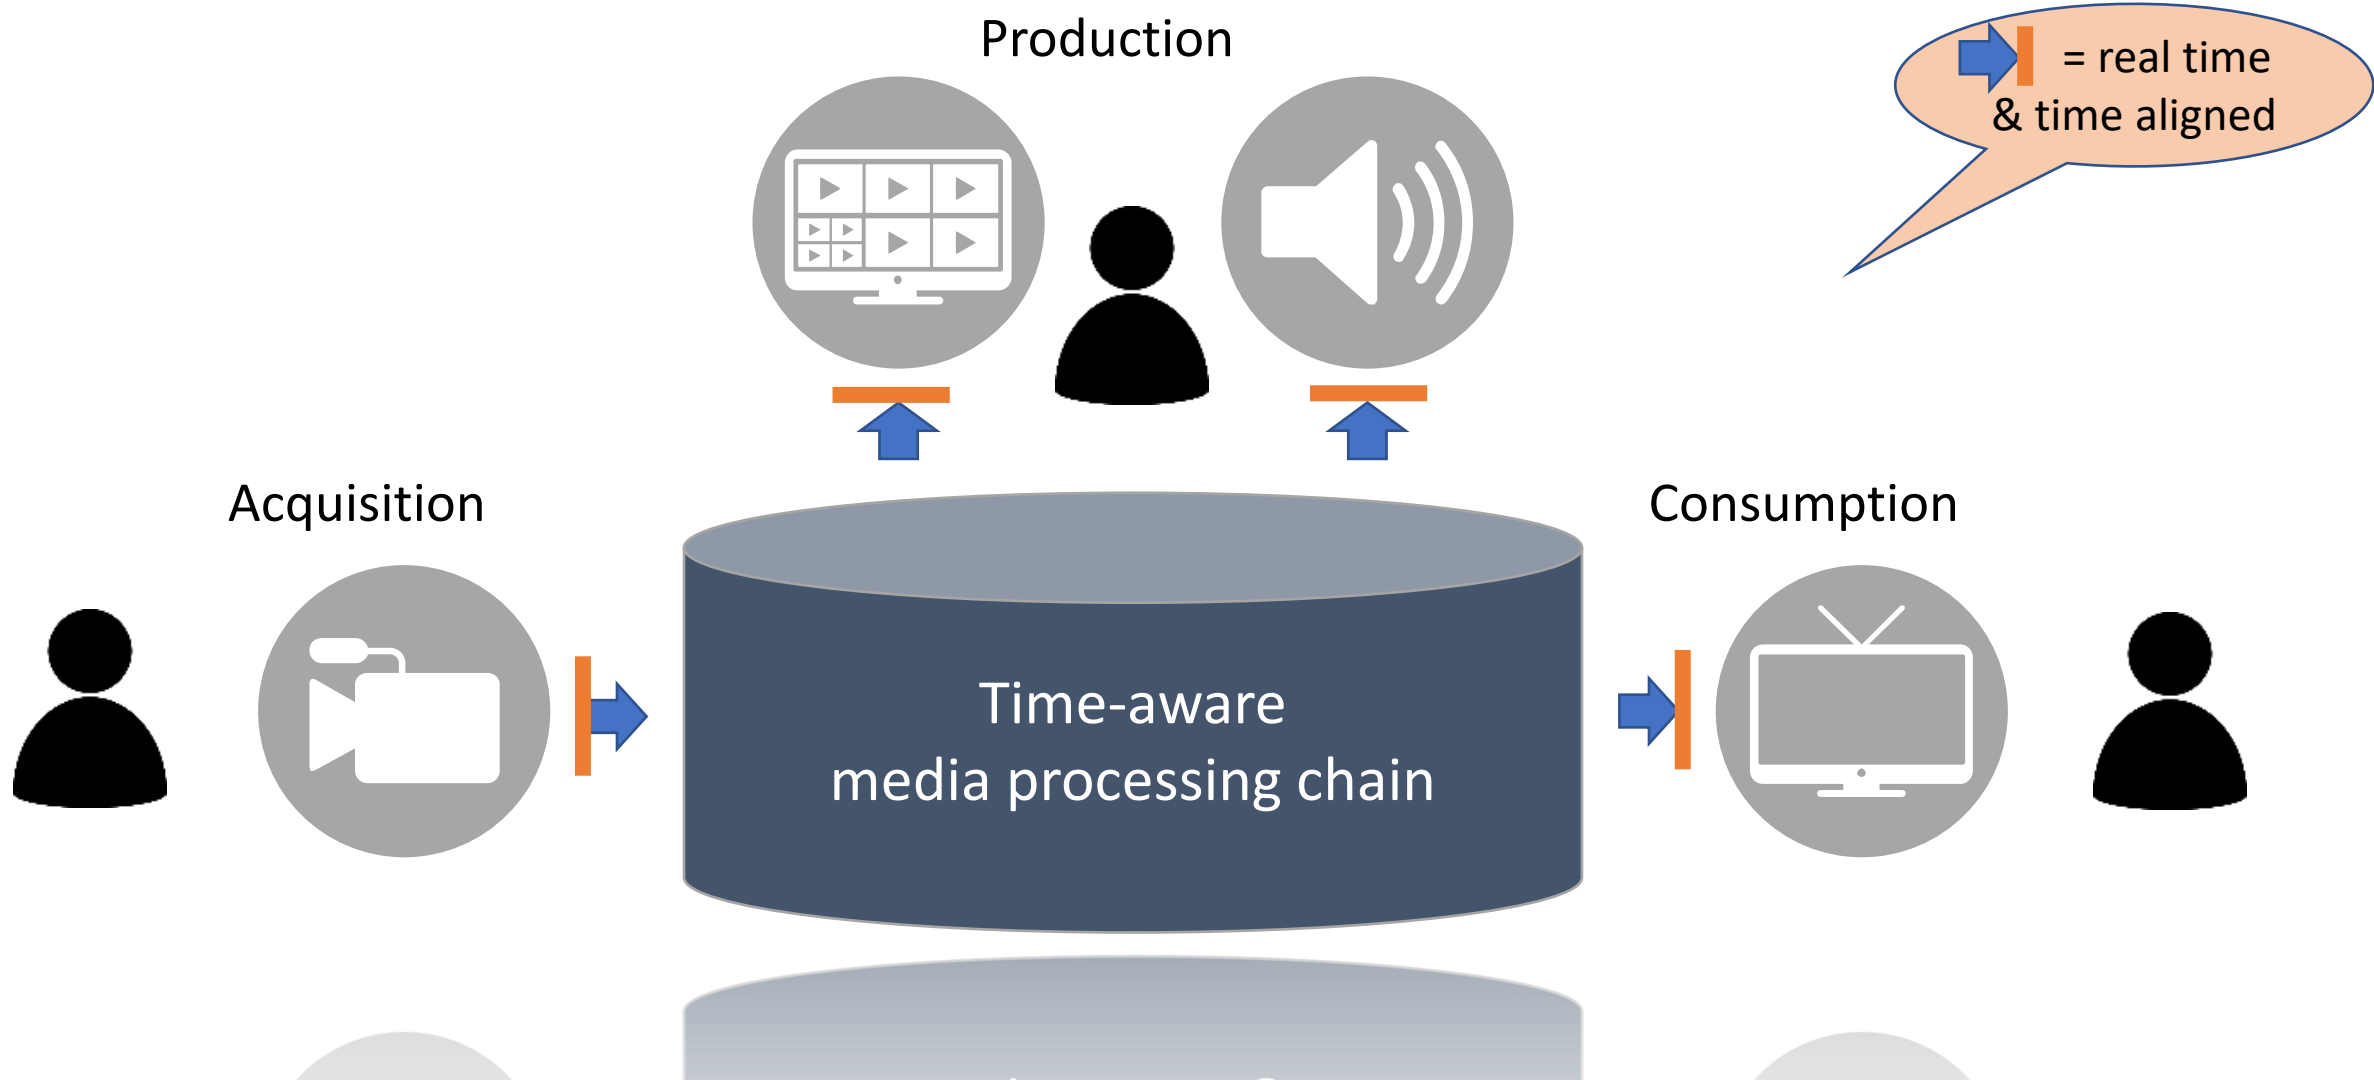 Production
= real time
& time aligned
Acquisition
Consumption
Time-aware
media processing chain